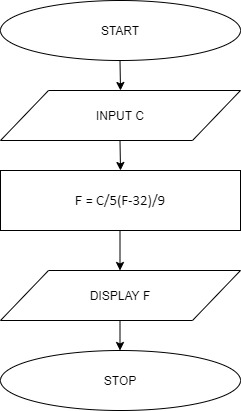 START
INPUT C
F = C/5(F-32)/9
DISPLAY F
STOP